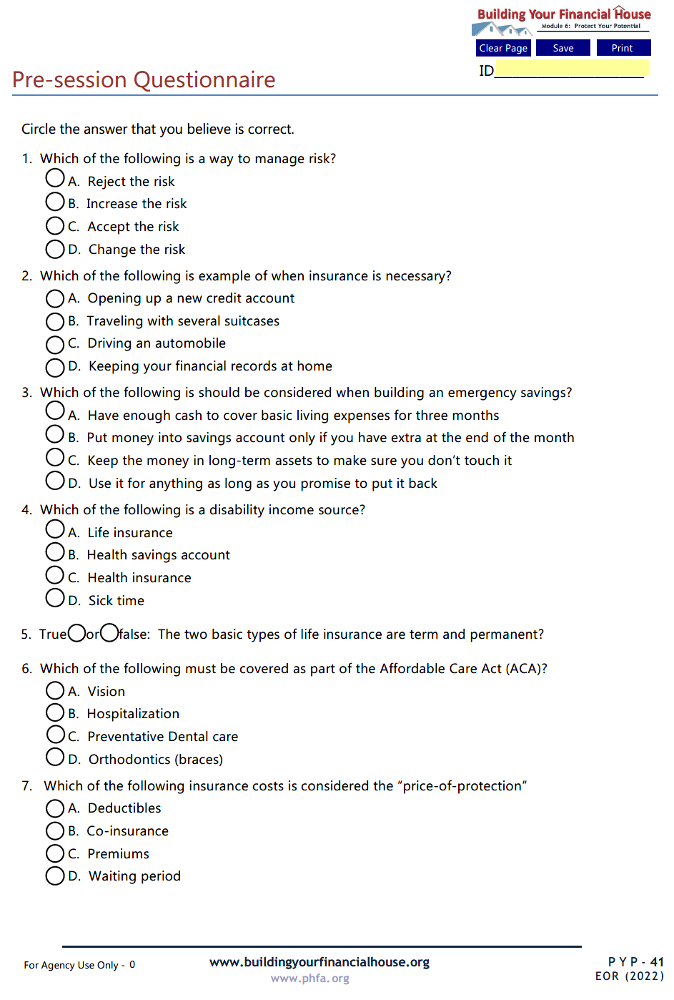 Building Your Financial House
Module 6: Protect Your Potential
Clear Page Save Print
ID
Pre-session Questionnaire
Circle the answer that you believe is correct.
1. Which of the following is a way to manage risk?
A. Reject the risk
B. Increase the risk
C. Accept the risk
D. Change the risk
2. Which of the following is example of when insurance is necessary?
A. Opening up a new credit account
B. Traveling with several suitcases
C. Driving an automobile
D. Keeping your financial records at home
3. Which of the following is should be considered when building an emergency savings?
A. Have enough cash to cover basic living expenses for three months
B. Put money into savings account only if you have extra at the end of the month
C. Keep the money in long-term assets to make sure you don’t touch it
D. Use it for anything as long as you promise to put it back
4. Which of the following is a disability income source?
A. Life insurance
B. Health savings account
C. Health insurance
D. Sick time
5. True or false: The two basic types of life insurance are term and permanent?
6. Which of the following must be covered as part of the Affordable Care Act (ACA)?
A. Vision
B. Hospitalization
C. Preventative Dental care
D. Orthodontics (braces)
7. Which of the following insurance costs is considered the “price-of-protection”
A. Deductibles
B. Co-insurance
C. Premiums
D. Waiting period
For Agency Use Only - 0
www.buildingyourfinancialhouse.org
www.phfa.org
P Y P - 41
EOR (2022)